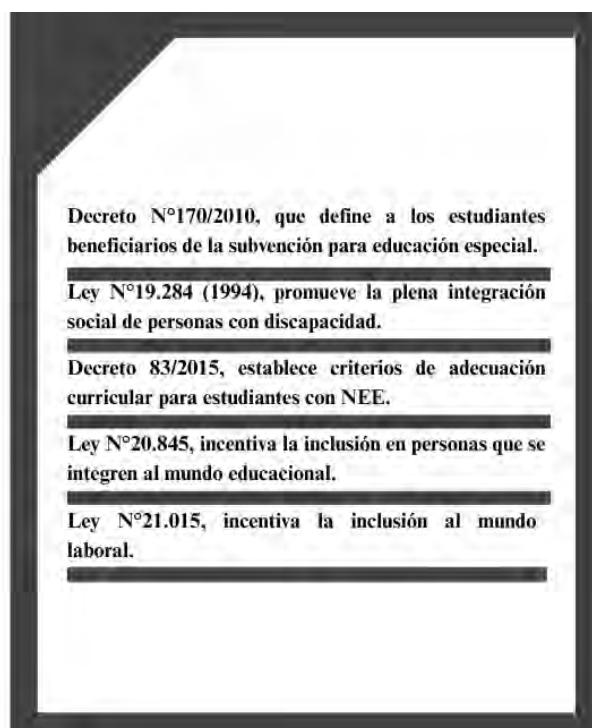 Decreto N°170/2010, que define a los estudiantes
beneficiarios de la subvención para educación especial.
Ley N°19.284 (1994), promueve la plena integración
social de personas con discapacidad.
Decreto 83/2015, establece criterios de adecuación
curricular para estudiantes con NEE.
Ley N°20.845, incentiva la inclusión en personas que se
integren al mundo educacional.
Ley N°21.015, incentiva la inclusión al mundo
laboral.